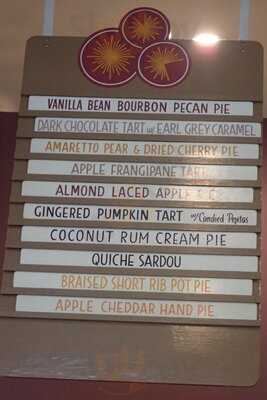 VANILLA BEAN BOURBON PECAN PIE
DARK CHOCOLATE TART w/ EARL GREY CARAMEL
AMARETTO PEAR & DRIED CHERRY PIE
APPLE FRANGIPANE TART
ALMOND LACED APPLE
GINGERED PUMPKIN TART w/ Candied Pepitas
COCONUT RUM CREAM PIE
QUICHE SARDOU
BRAISED SHORT RIB POT PIE
APPLE CHEDDAR HAND PIE